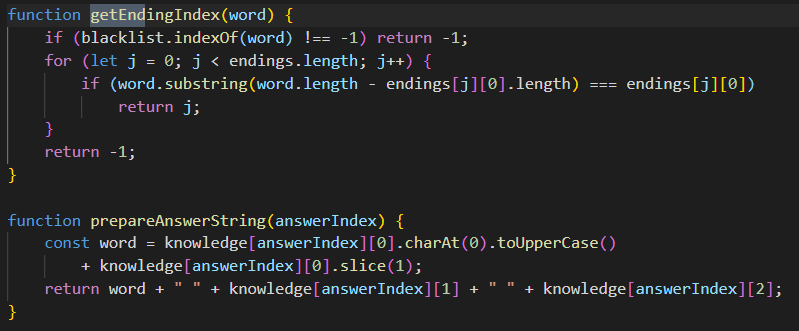 function getEndingIndex(word) {
    if (blacklist.indexOf(word) !== -1) return -1;
    for (let j = 0; j < endings.length; j++) {
        if (word.substring(word.length - endings[j][0].length) === endings[j][0])
            return j;
    }
    return -1;
}

function prepareAnswerString(answerIndex) {
    const word = knowledge[answerIndex][0].charAt(0).toUpperCase()
        + knowledge[answerIndex][0].slice(1);
    return word + " " + knowledge[answerIndex][1] + " " + knowledge[answerIndex][2];
}